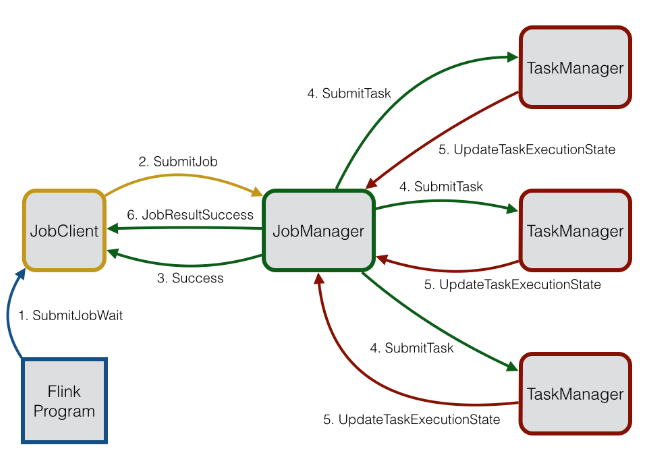 TaskManager
4. SubmitTask
5. UpdateTaskExecutionState
2. SubmitJob
4. SubmitTask
6. JobResultSuccess
JobClient
JobManager
TaskManager
3. Success
5. UpdateTaskExecutionState
1. SubmitJobWait
4. SubmitTask
Flink
Program
TaskManager
5. UpdateTaskExecutionState